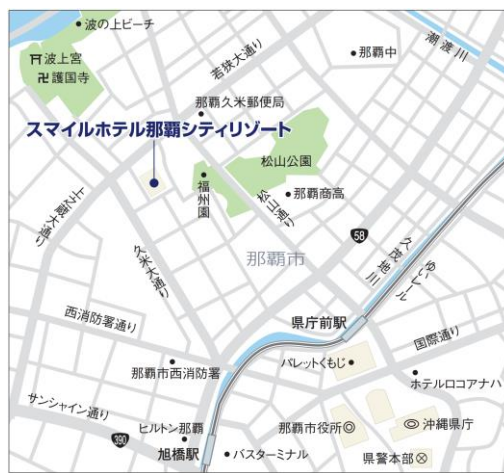 波の上ビーチ
波上宮
護国寺
若狭大通り
那覇中
潮渡川
那覇久米郵便局
スマイルホテル那覇シティリゾート
松山公園
福州園
松山通り
那覇商高
上之蔵大通り
久米大通り
58
那覇市
久茂地川
ゆいレール
西消防署通り
県庁前駅
国際通り
パレットくもじ
那覇市西消防署
ホテルロコアナハ
サンシャイン通り
390
ヒルトン那覇
旭橋駅
バスターミナル
那覇市役所
沖縄県庁
県警本部